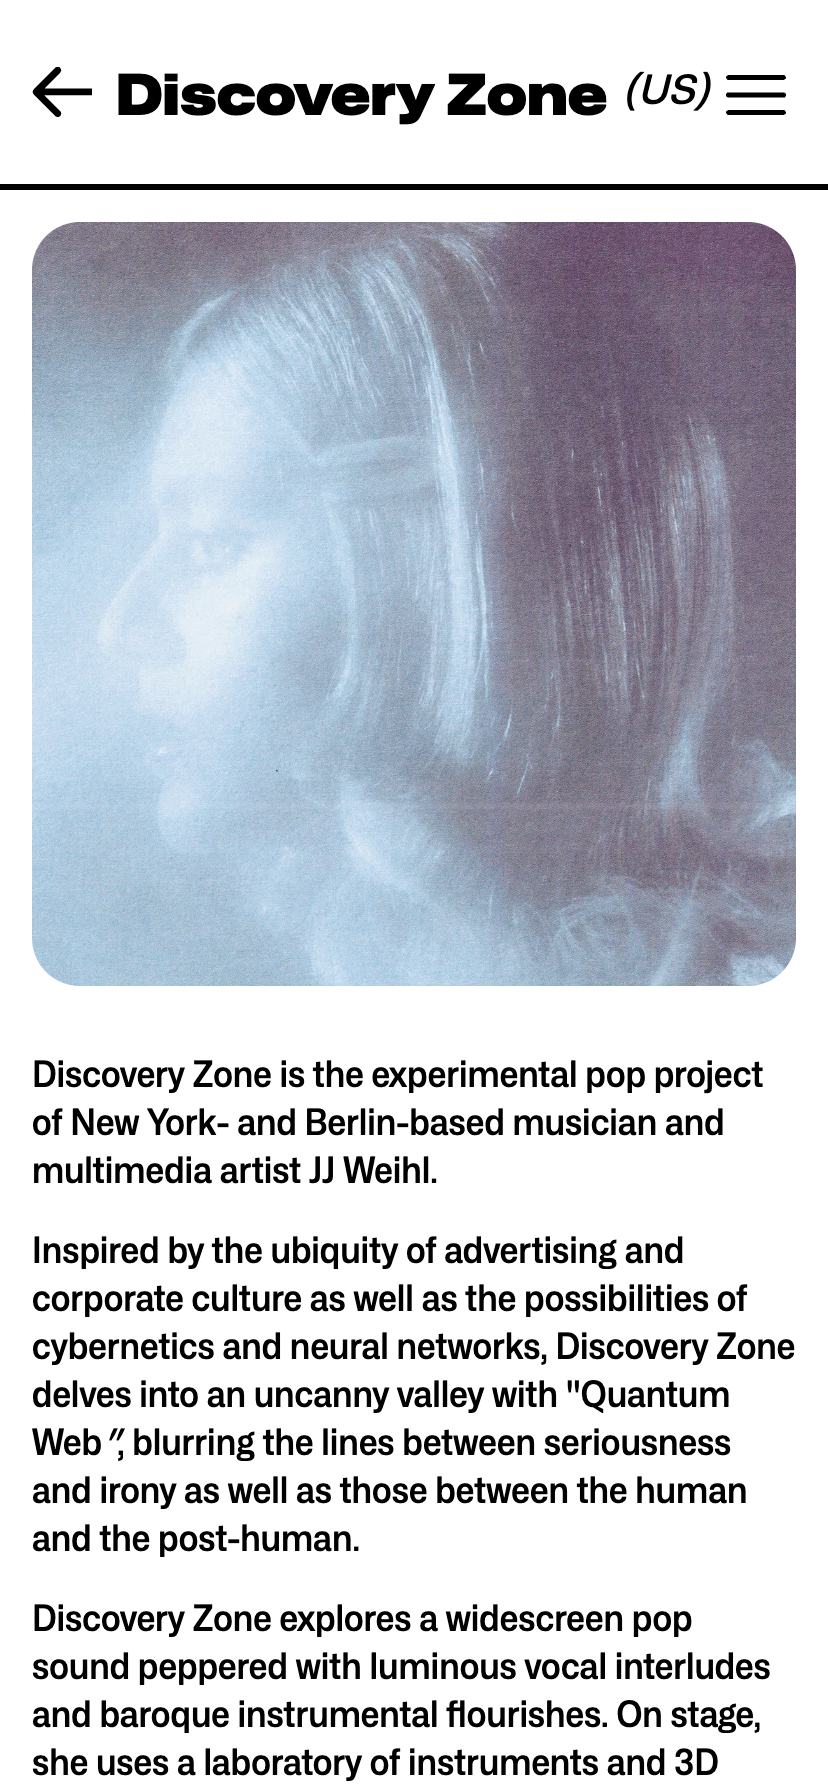 Discovery Zone (US)
Discovery Zone is the experimental pop project
of New York- and Berlin-based musician and
multimedia artist JJ Weihl.
Inspired by the ubiquity of advertising and
corporate culture as well as the possibilities of
cybernetics and neural networks, Discovery Zone
delves into an uncanny valley with "Quantum
Web ”, blurring the lines between seriousness
and irony as well as those between the human
and the post-human.
Discovery Zone explores a widescreen pop
sound peppered with luminous vocal interludes
and baroque instrumental flourishes. On stage,
she uses a laboratory of instruments and 3D